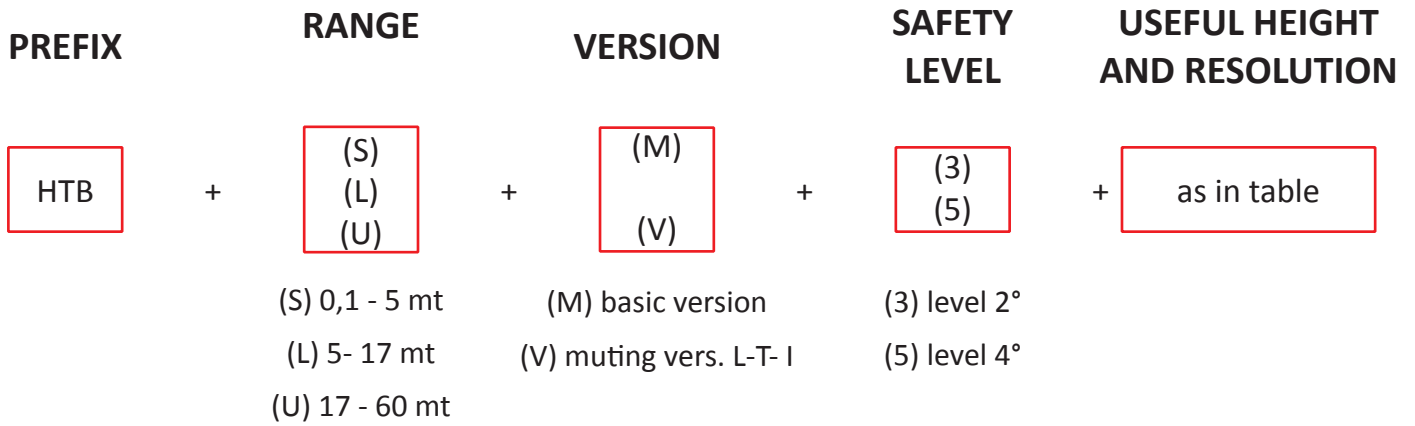 PREFIX
RANGE
VERSION
SAFETY
LEVEL
USEFUL HEIGHT
AND RESOLUTION
HTB
+
(S)
(L)
(U)
+
(M)
(V)
+
(3)
(5)
+
as in table
(S) 0,1 - 5 mt
(L) 5- 17 mt
(U) 17 - 60 mt
(M) basic version
(V) muting vers. L-T- I
(3) level 2°
(5) level 4°